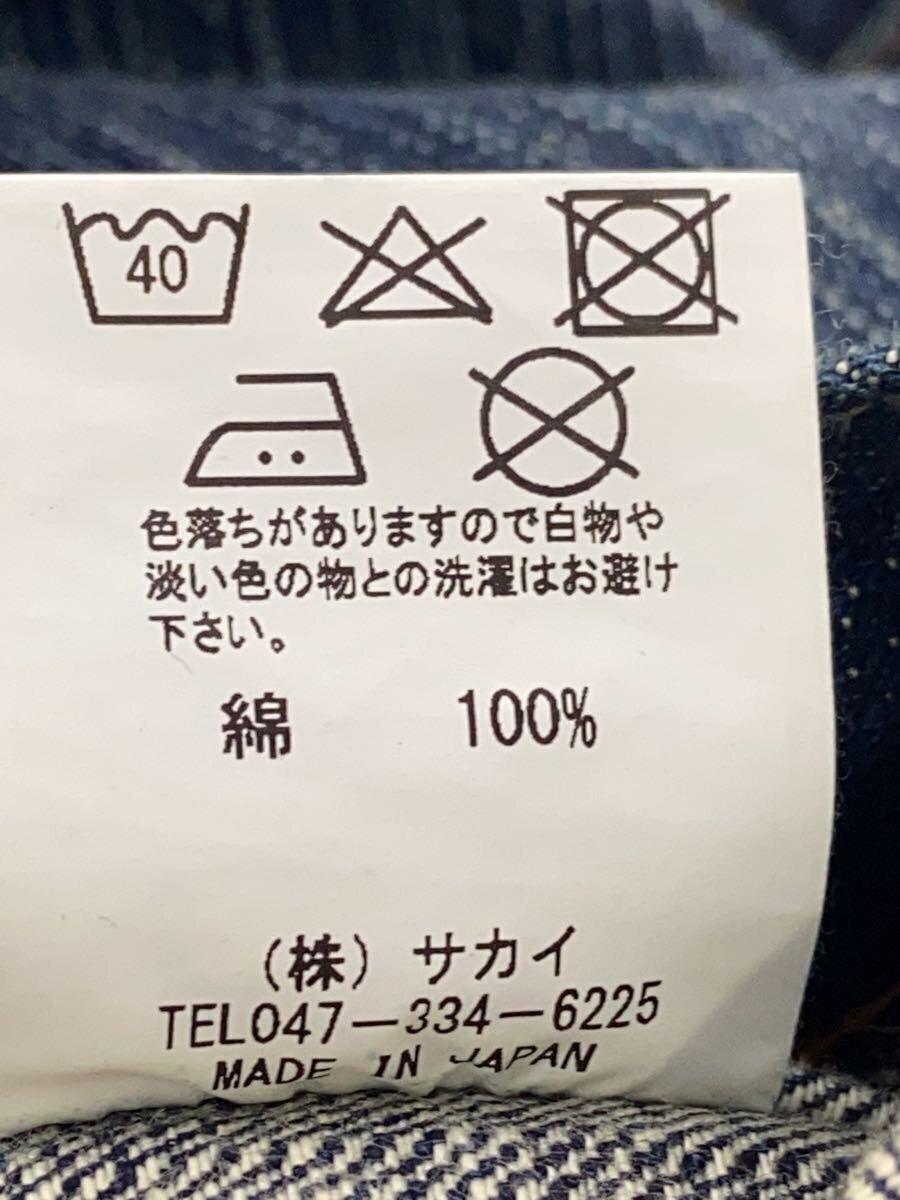 40
色落ちがありますので白物や
淡い色の物との洗濯はお避け
下さい。
綿 100%
(株)サカイ
TEL047-334-6225
MADE IN JAPAN